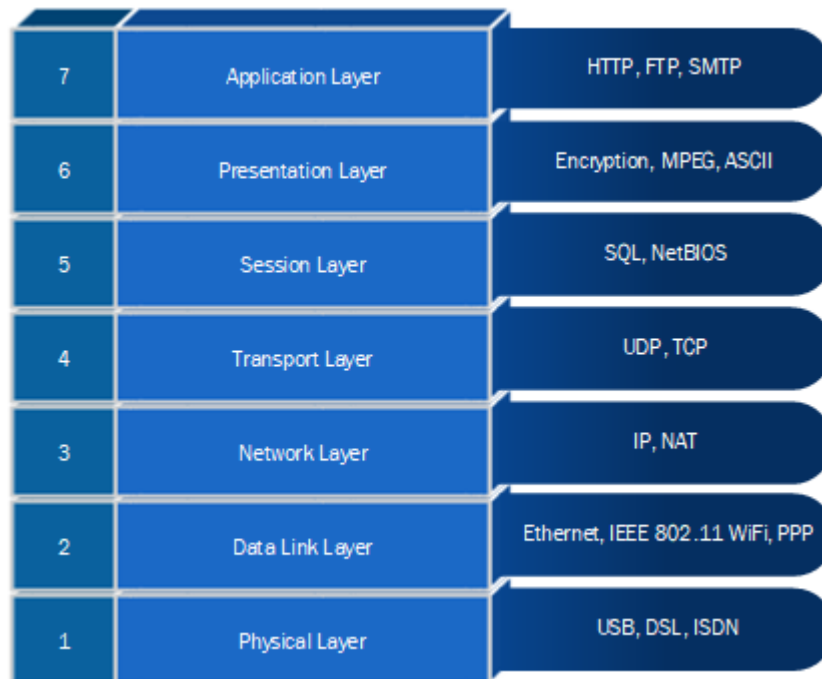 7
Application Layer
HTTP, FTP, SMTP
6
Presentation Layer
Encryption, MPEG, ASCII
5
Session Layer
SQL, NetBIOS
4
Transport Layer
UDP, TCP
3
Network Layer
IP, NAT
2
Data Link Layer
Ethernet, IEEE 802.11 WiFi, PPP
1
Physical Layer
USB, DSL, ISDN